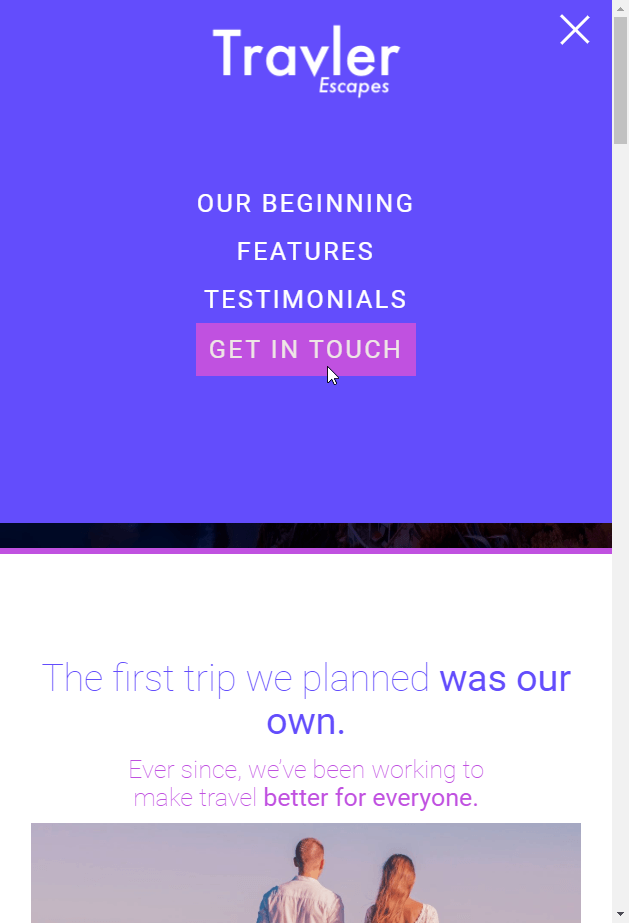 Travler
Escapes
OUR BEGINNING
FEATURES
TESTIMONIALS
GET IN TOUCH
The first trip we planned was our
own.
Ever since, we've been working to
make travel better for everyone.